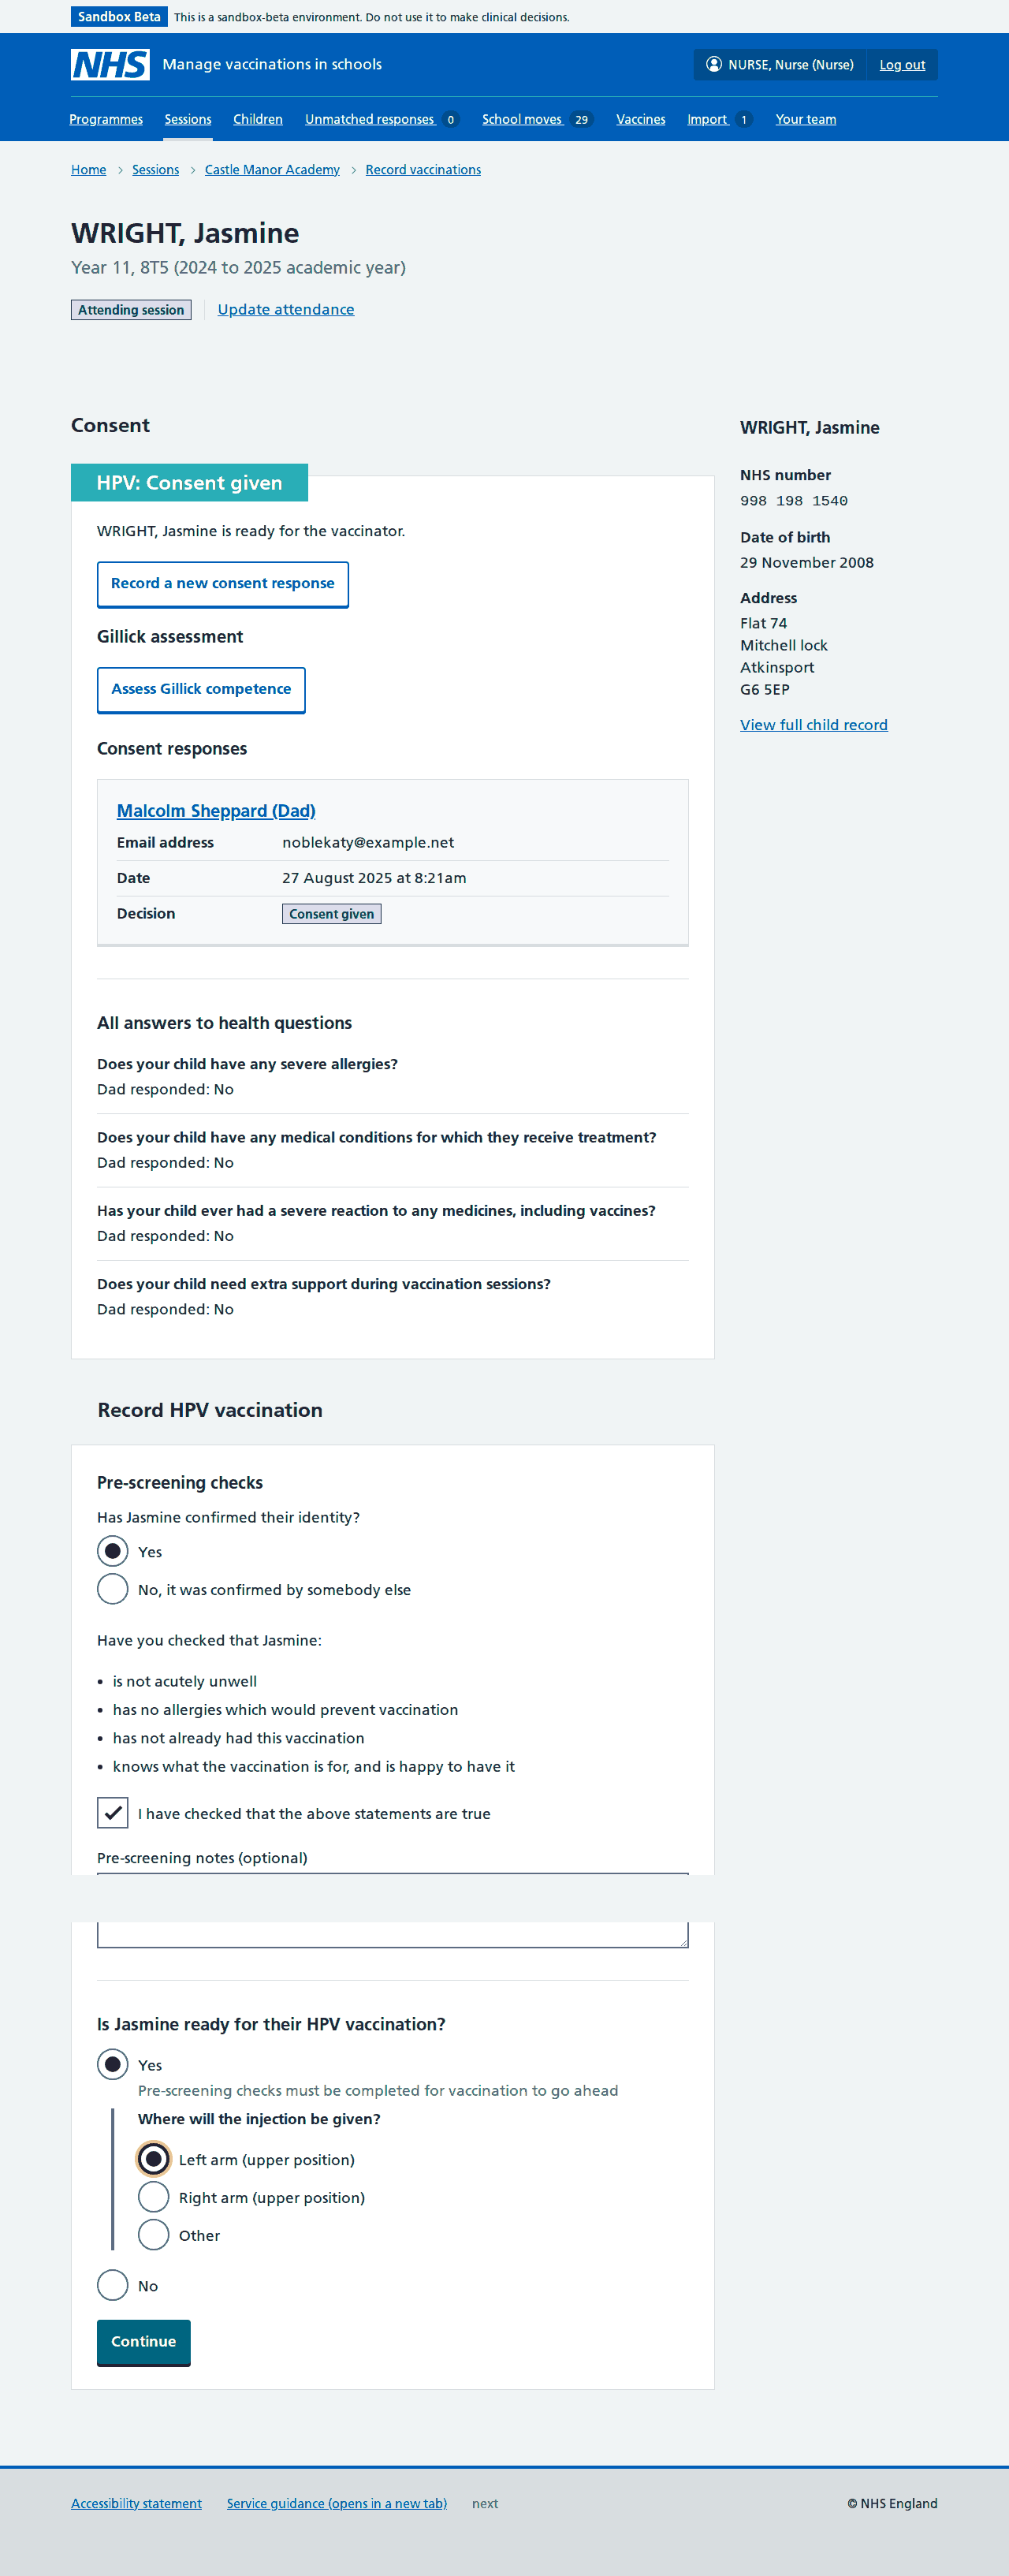 Sandbox Beta This is a sandbox-beta environment. Do not use it to make clinical decisions.
NHS Manage vaccinations in schools NURSE, Nurse (Nurse) Log out
Programmes Sessions Children Unmatched responses 0 School moves 29 Vaccines Import 1 Your team
Home > Sessions > Castle Manor Academy > Record vaccinations
WRIGHT, Jasmine
Year 11, 8T5 (2024 to 2025 academic year)
Attending session Update attendance
Consent
HPV: Consent given
WRIGHT, Jasmine is ready for the vaccinator.
Record a new consent response
Gillick assessment
Assess Gillick competence
Consent responses
Malcolm Sheppard (Dad)
Email address noblekaty@example.net
Date 27 August 2025 at 8:21am
Decision Consent given
All answers to health questions
Does your child have any severe allergies?
Dad responded: No
Does your child have any medical conditions for which they receive treatment?
Dad responded: No
Has your child ever had a severe reaction to any medicines, including vaccines?
Dad responded: No
Does your child need extra support during vaccination sessions?
Dad responded: No
WRIGHT, Jasmine
NHS number
998 198 1540
Date of birth
29 November 2008
Address
Flat 74
Mitchell lock
Atkinsport
G6 5EP
View full child record
Record HPV vaccination
Pre-screening checks
Has Jasmine confirmed their identity?
Yes
No, it was confirmed by somebody else
Have you checked that Jasmine:
• is not acutely unwell
• has no allergies which would prevent vaccination
• has not already had this vaccination
• knows what the vaccination is for, and is happy to have it
I have checked that the above statements are true
Pre-screening notes (optional)
Is Jasmine ready for their HPV vaccination?
Yes
Pre-screening checks must be completed for vaccination to go ahead
Where will the injection be given?
Left arm (upper position)
Right arm (upper position)
Other
No
Continue
Accessibility statement Service guidance (opens in a new tab) next © NHS England